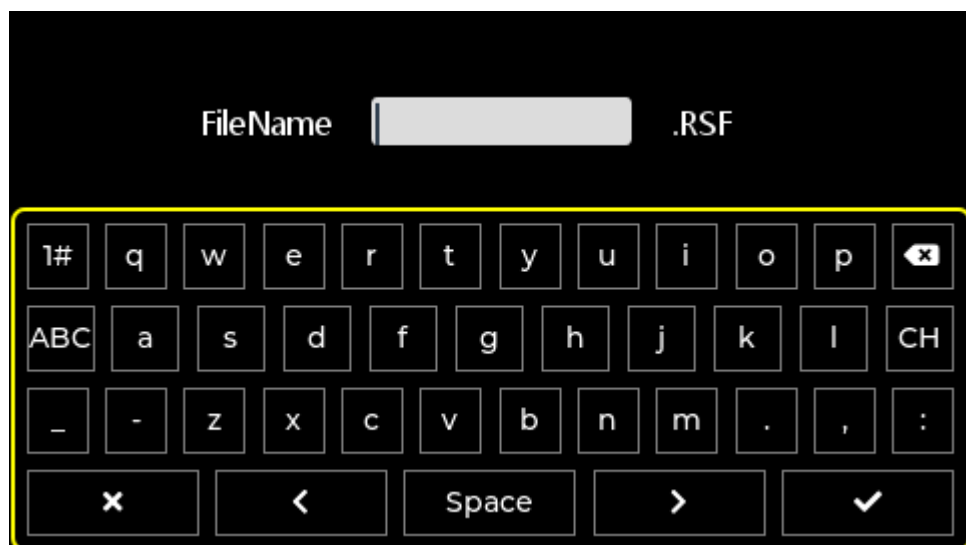 FileName .RSF
1# q w e r t y u i o p
ABC a s d f g h j k l CH
_ - z x c v b n m . , :
Space